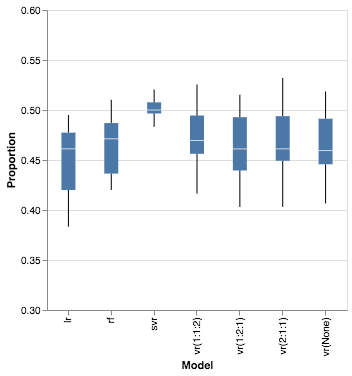 0.60
0.55
0.50
0.45
0.40
0.35
0.30
Proportion
lr
rf
svr
vr(1:1:2)
vr(1:2:1)
vr(2:1:1)
vr(None)
Model